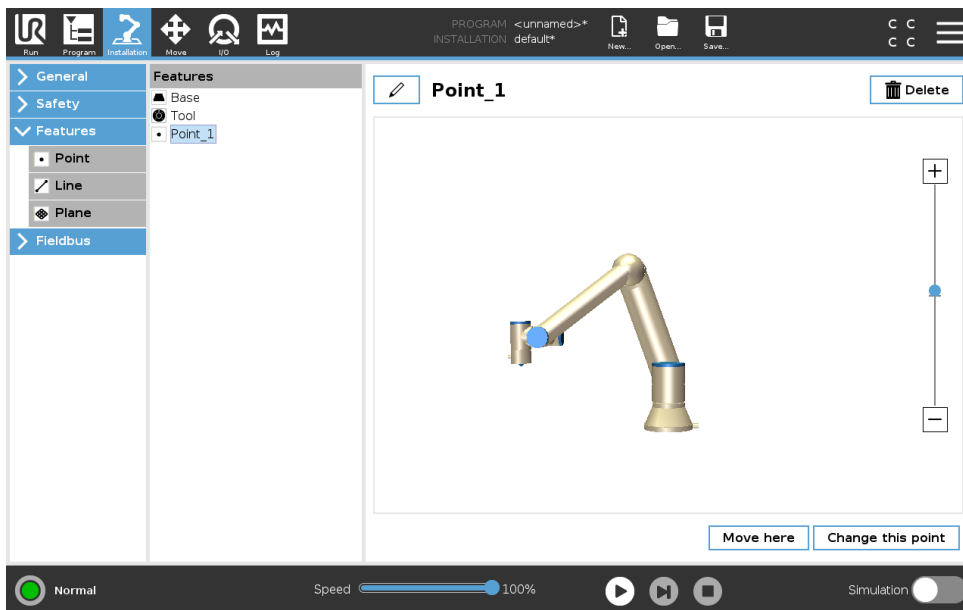 UR
Run
Program
Installation
Move
I/O
Log
PROGRAM <unnamed>*
INSTALLATION default*
New...
Open...
Save...
C C
C C
General
Safety
Features
Point
Line
Plane
Fieldbus
Features
Base
Tool
Point_1
Point_1
Delete
+
−
Move here
Change this point
Normal
Speed
100%
Simulation